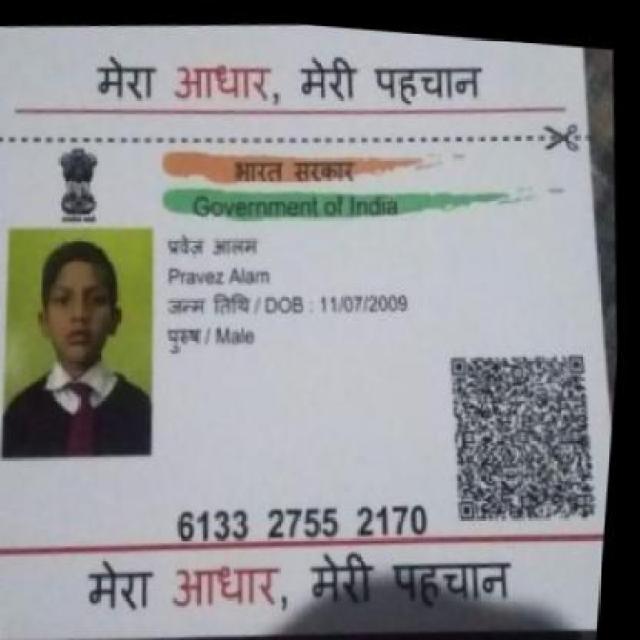 मेरा आधार, मेरी पहचान
भारत सरकार
Government of India
प्रवेज़ आलम
Pravez Alam
जन्म तिथि / DOB : 11/07/2009
पुरुष / Male
6133 2755 2170
मेरा आधार, मेरी पहचान